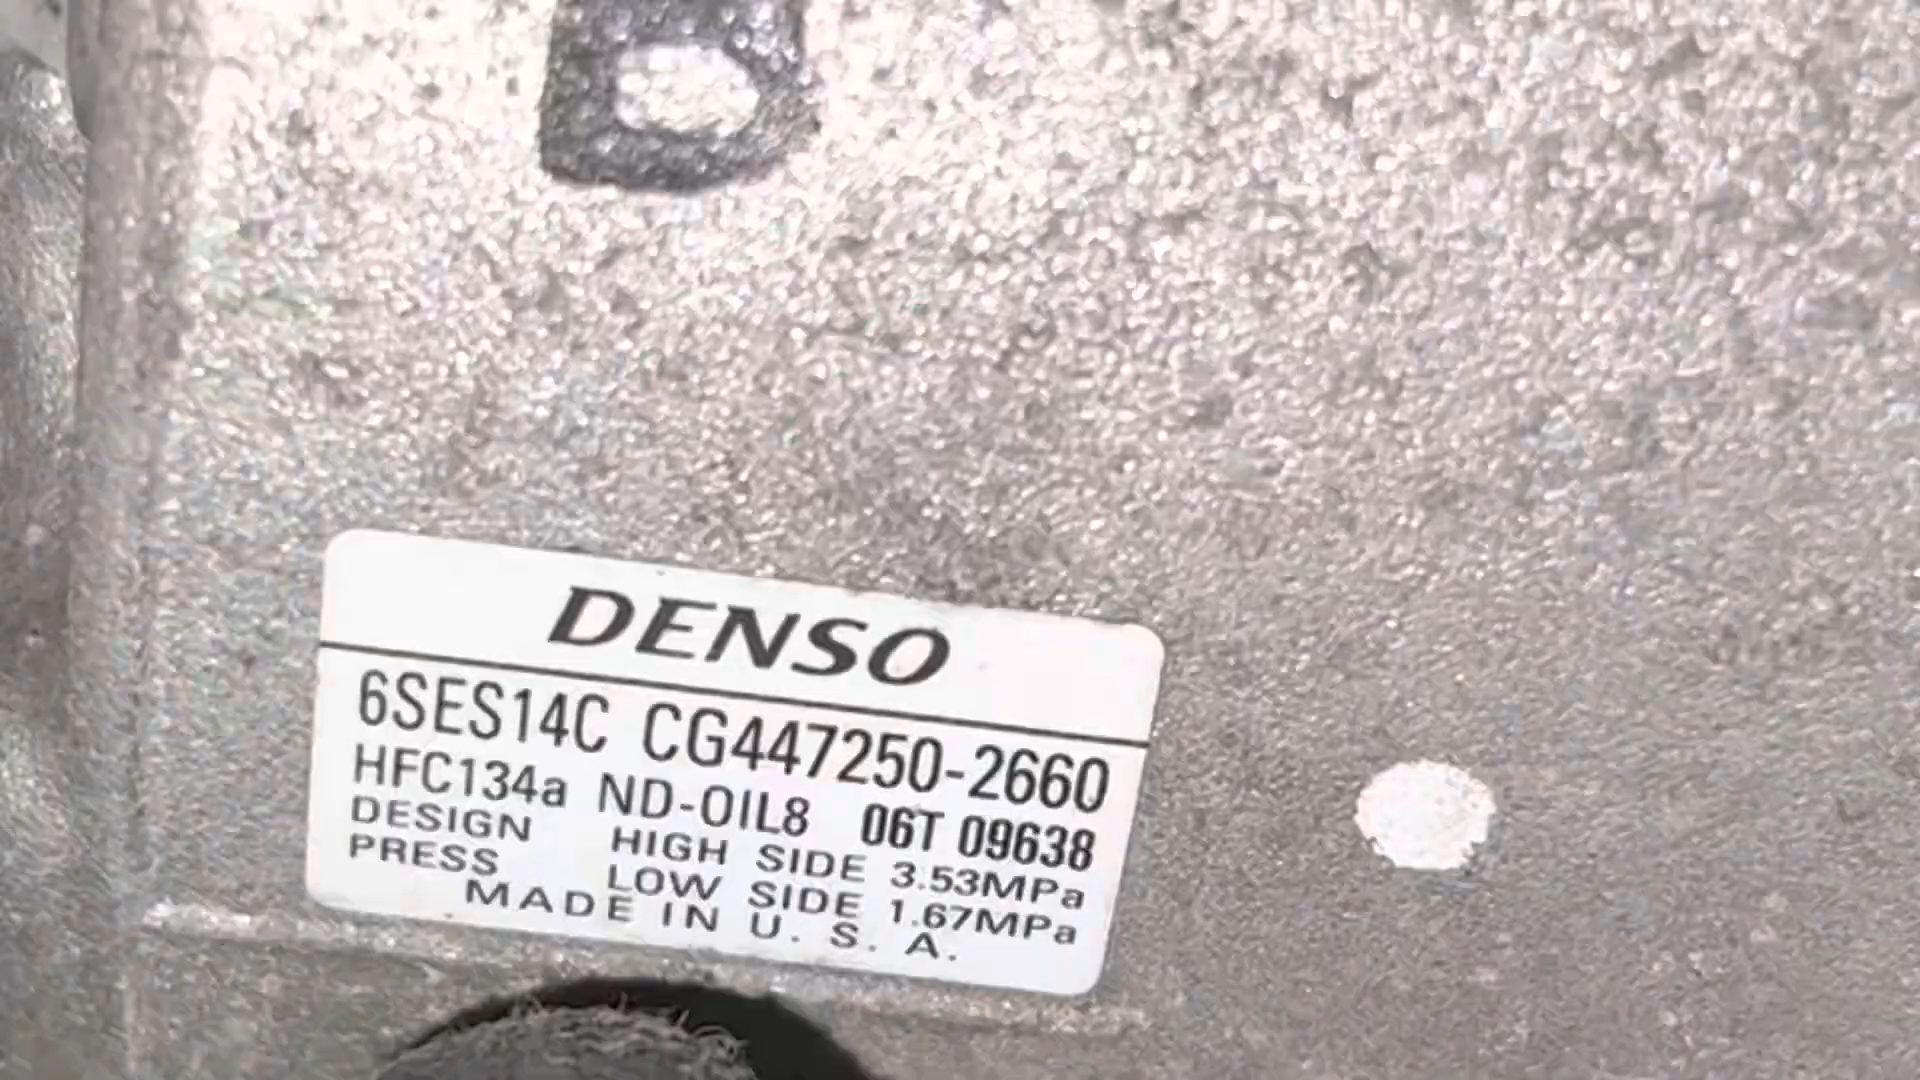 DENSO
6SES14C CG447250-2660
HFC134a ND-OIL8 06T 09638
DESIGN HIGH SIDE 3.53MPa
PRESS LOW SIDE 1.67MPa
MADE IN U. S. A.